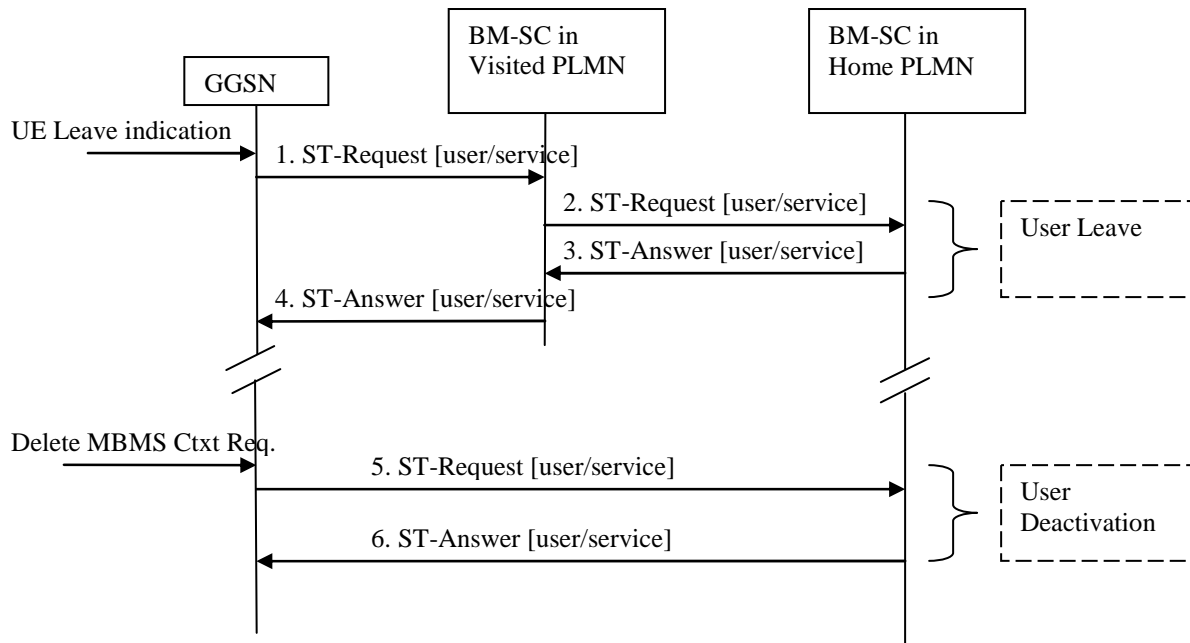 BM-SC in
Visited PLMN
BM-SC in
Home PLMN
GGSN
UE Leave indication
1. ST-Request [user/service]
2. ST-Request [user/service]
User Leave
3. ST-Answer [user/service]
4. ST-Answer [user/service]
Delete MBMS Ctxt Req.
5. ST-Request [user/service]
User
Deactivation
6. ST-Answer [user/service]